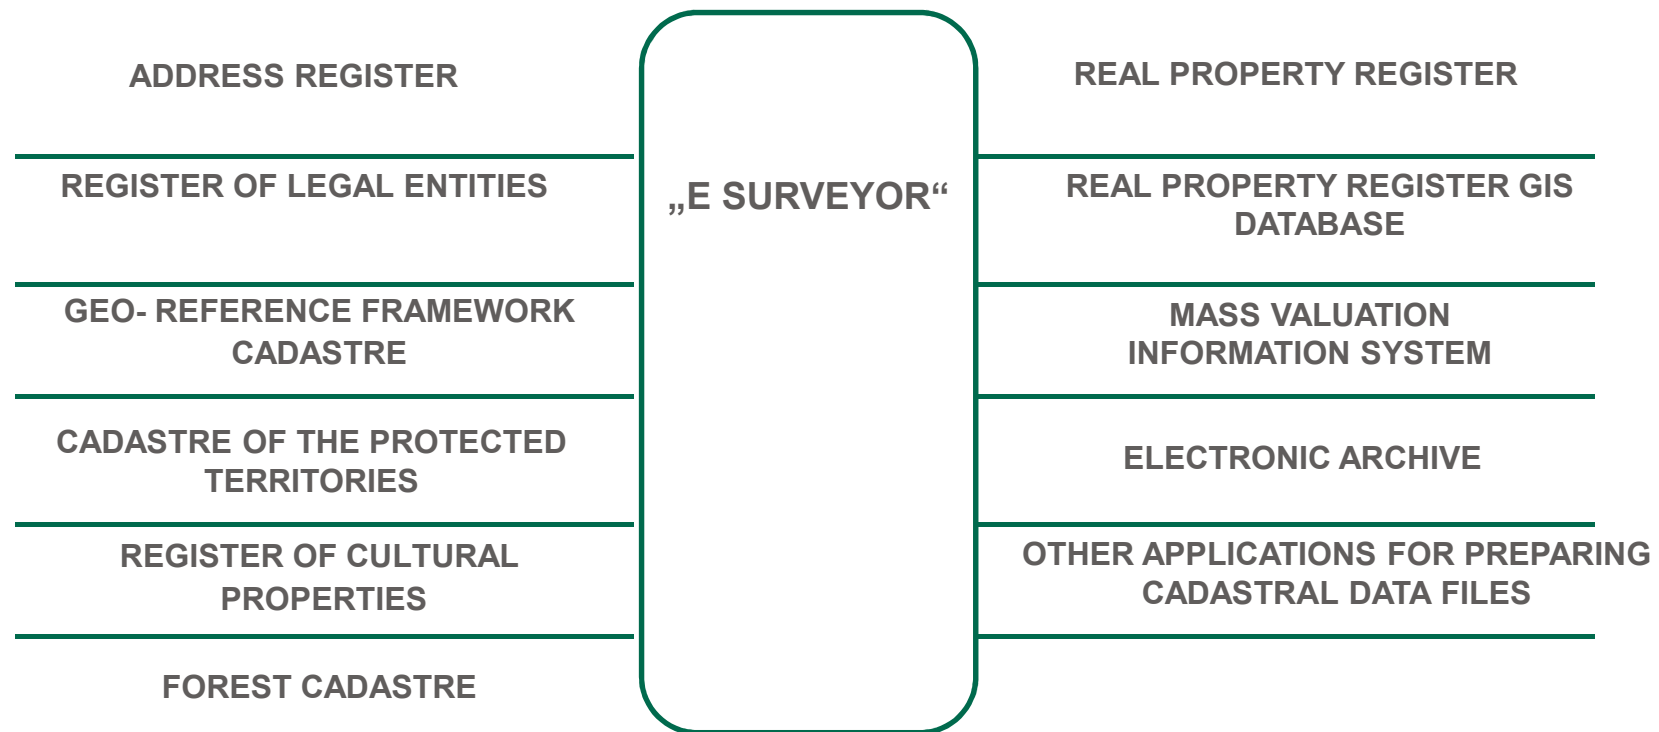 ADDRESS REGISTER
REGISTER OF LEGAL ENTITIES
GEO- REFERENCE FRAMEWORK
CADASTRE
CADASTRE OF THE PROTECTED
TERRITORIES
REGISTER OF CULTURAL
PROPERTIES
FOREST CADASTRE
„E SURVEYOR“
REAL PROPERTY REGISTER
REAL PROPERTY REGISTER GIS
DATABASE
MASS VALUATION
INFORMATION SYSTEM
ELECTRONIC ARCHIVE
OTHER APPLICATIONS FOR PREPARING
CADASTRAL DATA FILES